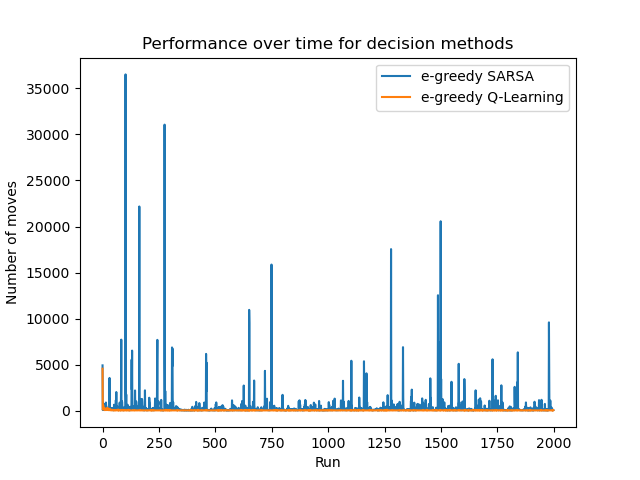 Performance over time for decision methods
e-greedy SARSA
e-greedy Q-Learning
35000
30000
25000
20000
15000
10000
5000
0
Number of moves
0 250 500 750 1000 1250 1500 1750 2000
Run